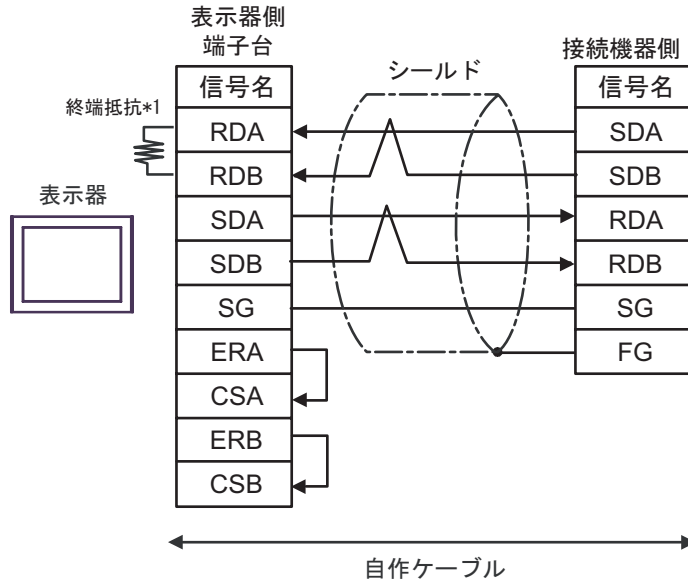 表示器側
端子台
接続機器側
シールド
信号名
信号名
終端抵抗*1
RDA
SDA
RDB
SDB
表示器
SDA
RDA
SDB
RDB
SG
SG
ERA
FG
CSA
ERB
CSB
自作ケーブル